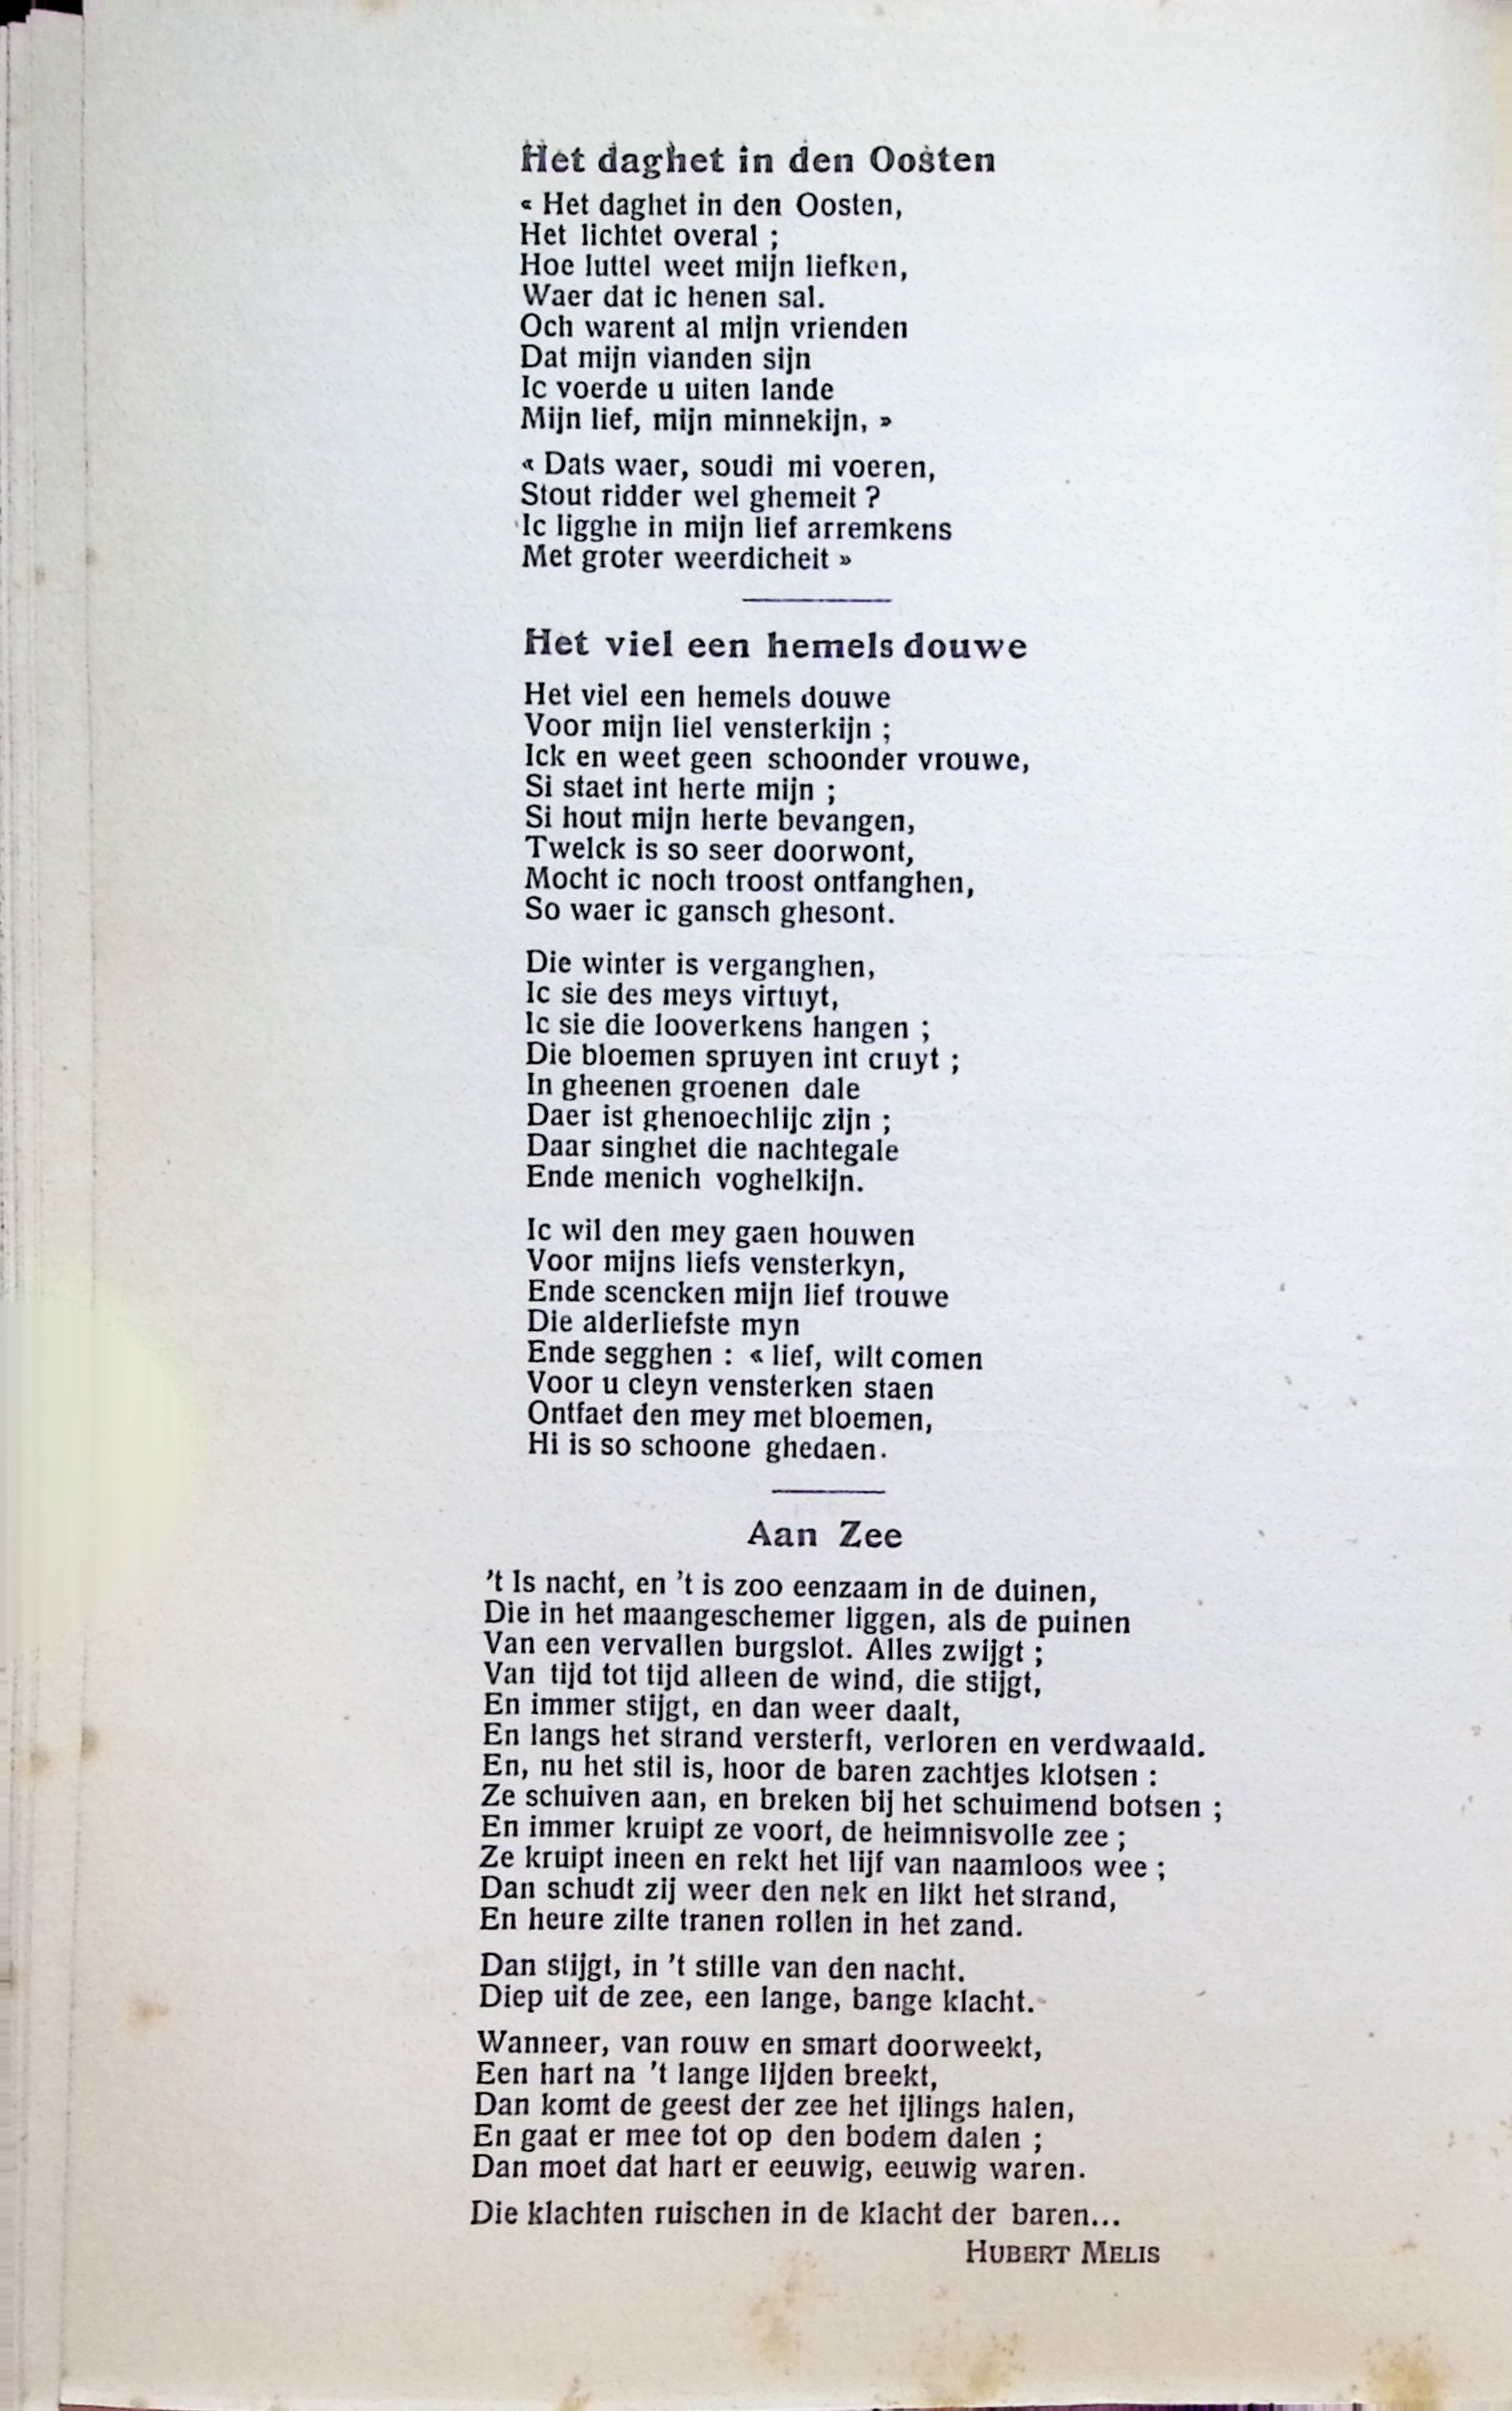 Het daghet in den Oosten
« Het daghet in den Oosten,
Het lichtet overal ;
Hoe luttel weet mijn liefken,
Waer dat ic henen sal.
Och warent al mijn vrienden
Dat mijn vianden sijn
Ic voerde u uiten lande
Mijn lief, mijn minnekijn, »
« Dats waer, soudi mi voeren,
Stout ridder wel ghemeit ?
Ic ligghe in mijn lief arremkens
Met groter weerdicheit »
Het viel een hemels douwe
Het viel een hemels douwe
Voor mijn liel vensterkijn ;
Ick en weet geen schoonder vrouwe,
Si staet int herte mijn ;
Si hout mijn herte bevangen,
Twelck is so seer doorwont,
Mocht ic noch troost ontfanghen,
So waer ic gansch ghesont.
Die winter is verganghen,
Ic sie des meys virtuyt,
Ic sie die looverkens hangen ;
Die bloemen spruyen int cruyt ;
In gheenen groenen dale
Daer ist ghenoechlijc zijn ;
Daar singhet die nachtegale
Ende menich voghelkijn.
Ic wil den mey gaen houwen
Voor mijns liefs vensterkyn,
Ende scencken mijn lief trouwe
Die alderliefste myn
Ende segghen : « lief, wilt comen
Voor u cleyn vensterken staen
Ontfaet den mey met bloemen,
Hi is so schoone ghedaen.
Aan Zee
't Is nacht, en 't is zoo eenzaam in de duinen,
Die in het maangeschemer liggen, als de puinen
Van een vervallen burgslot. Alles zwijgt ;
Van tijd tot tijd alleen de wind, die stijgt,
En immer stijgt, en dan weer daalt,
En langs het strand versterft, verloren en verdwaald.
En, nu het stil is, hoor de baren zachtjes klotsen :
Ze schuiven aan, en breken bij het schuimend botsen ;
En immer kruipt ze voort, de heimnisvolle zee ;
Ze kruipt ineen en rekt het lijf van naamloos wee ;
Dan schudt zij weer den nek en likt het strand,
En heure zilte tranen rollen in het zand.
Dan stijgt, in 't stille van den nacht.
Diep uit de zee, een lange, bange klacht.
Wanneer, van rouw en smart doorweekt,
Een hart na 't lange lijden breekt,
Dan komt de geest der zee het ijlings halen,
En gaat er mee tot op den bodem dalen ;
Dan moet dat hart er eeuwig, eeuwig waren.
Die klachten ruischen in de klacht der baren...
HUBERT MELIS